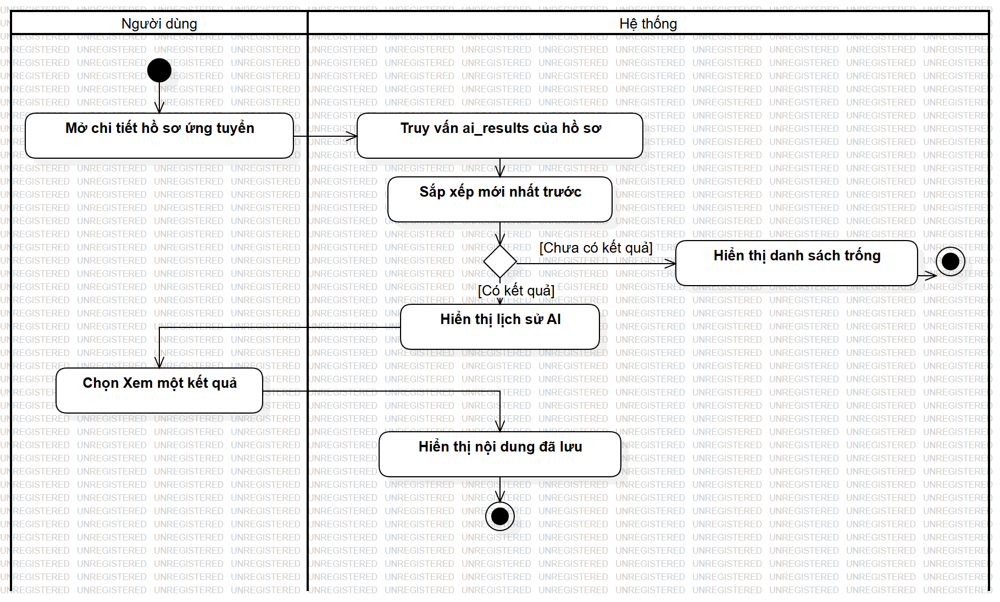 Người dùng
Hệ thống
Mở chi tiết hồ sơ ứng tuyển
Truy vấn ai_results của hồ sơ
Sắp xếp mới nhất trước
[Chưa có kết quả]
Hiển thị danh sách trống
[Có kết quả]
Hiển thị lịch sử AI
Chọn Xem một kết quả
Hiển thị nội dung đã lưu
UNREGISTERED